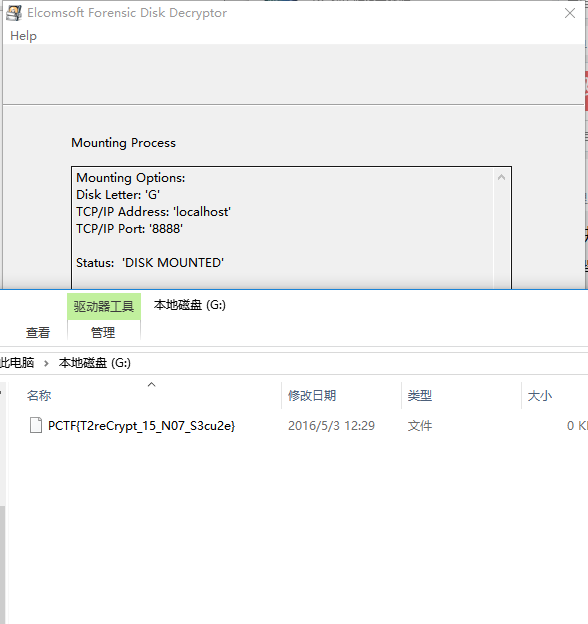 Elcomsoft Forensic Disk Decryptor
Help
Mounting Process
Mounting Options:
Disk Letter: 'G'
TCP/IP Address: 'localhost'
TCP/IP Port: '8888'
Status: 'DISK MOUNTED'
驱动器工具 本地磁盘 (G:)
查看 管理
此电脑 › 本地磁盘 (G:)
名称 修改日期 类型 大小
PCTF{T2reCrypt_15_N07_S3cu2e} 2016/5/3 12:29 文件 0 K